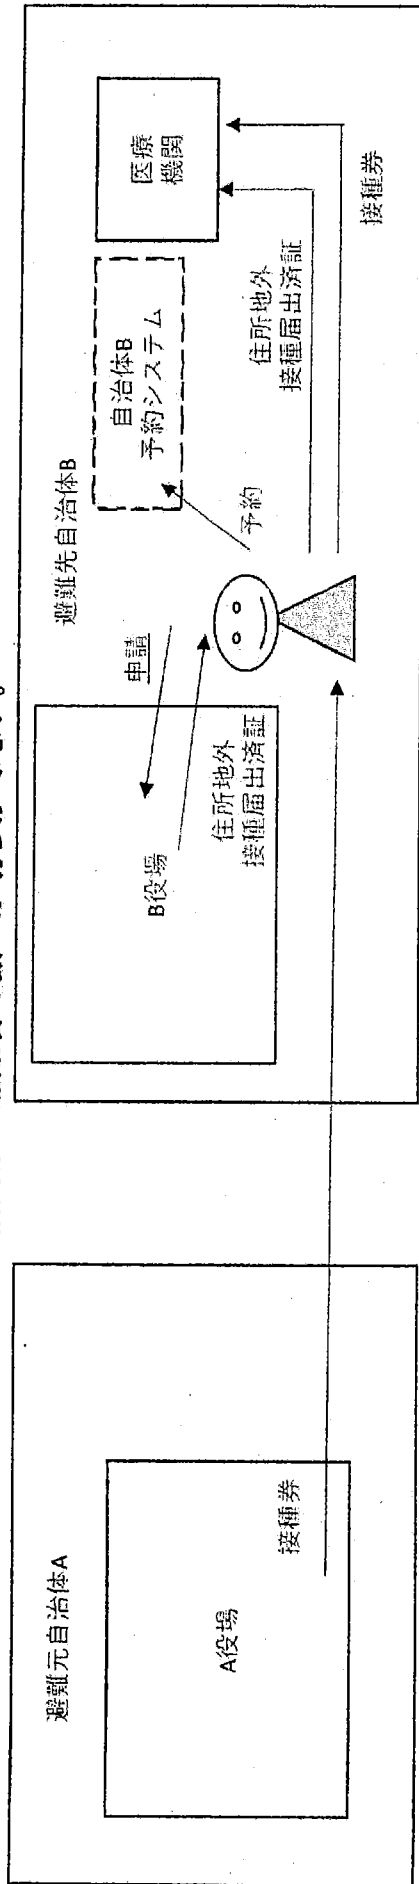 避難元自治体A
A役場
接種券
避難先自治体B
B役場
申請
住所地外
接種届出済証
自治体B
予約システム
予約
医療
機関
住所地外
接種届出済証
接種券